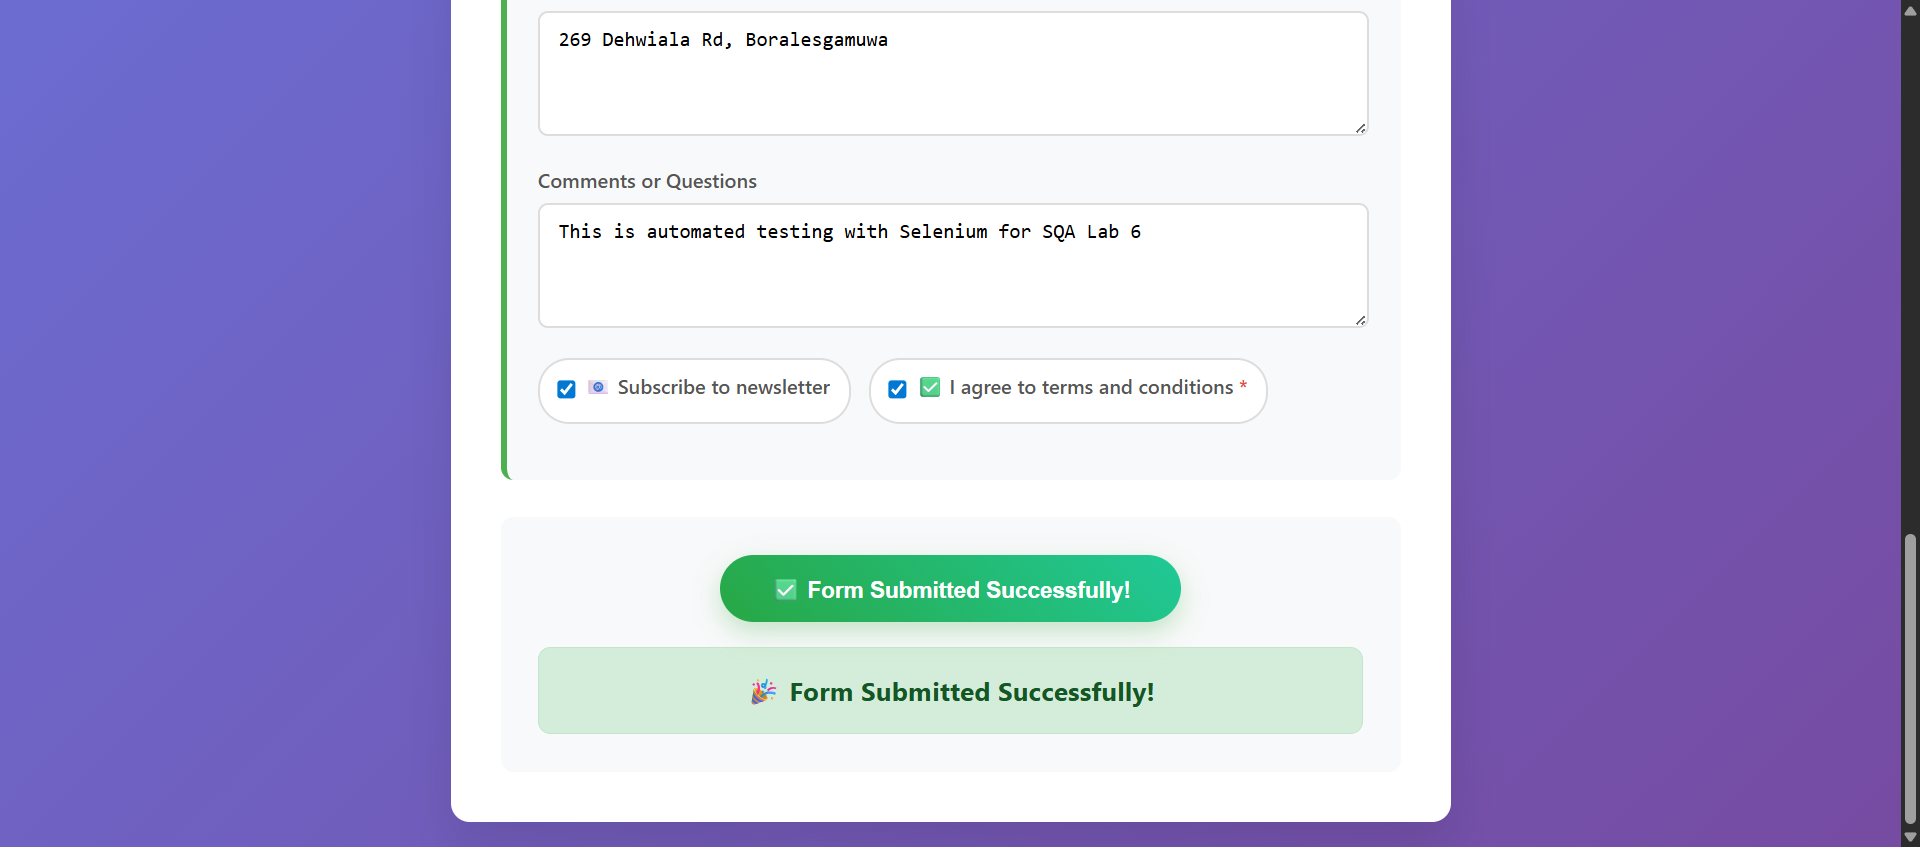 269 Dehwiala Rd, Boralesgamuwa
Comments or Questions
This is automated testing with Selenium for SQA Lab 6
Subscribe to newsletter
I agree to terms and conditions *
Form Submitted Successfully!
Form Submitted Successfully!